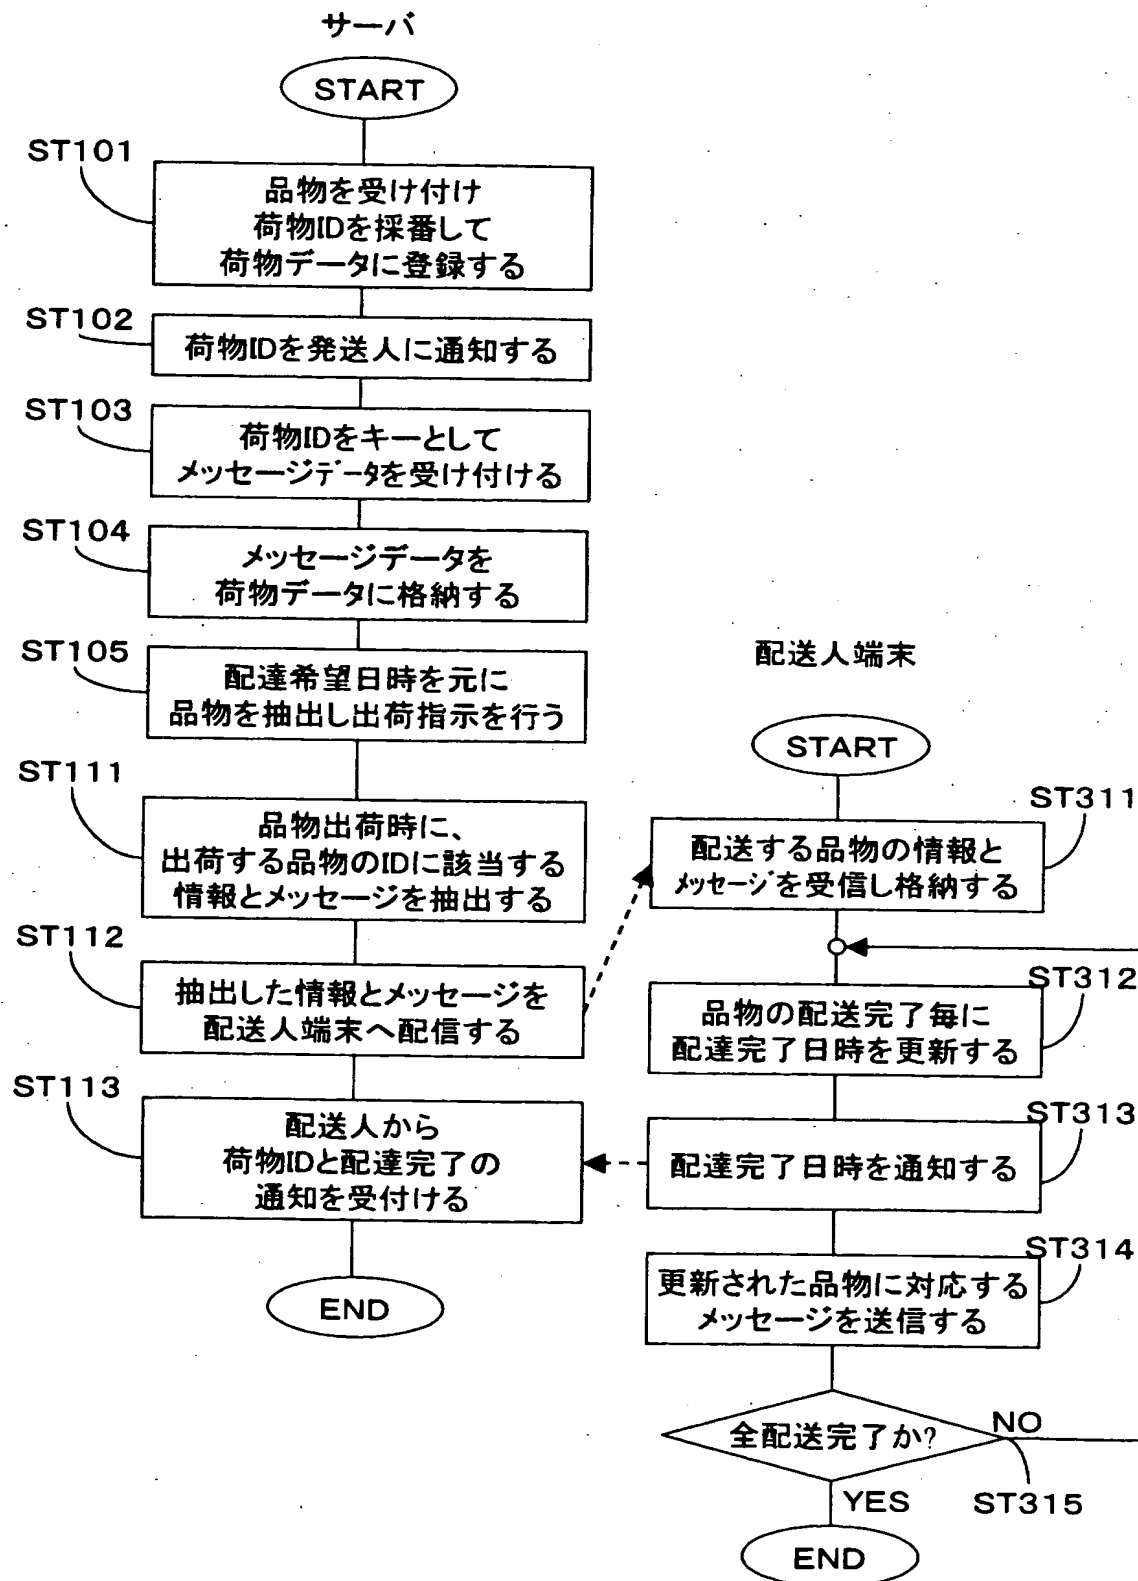 サーバ
START
ST101
品物を受け付け
荷物IDを採番して
荷物データに登録する
ST102
荷物IDを発送人に通知する
ST103
荷物IDをキーとして
メッセージデータを受け付ける
ST104
メッセージデータを
荷物データに格納する
ST105
配達希望日時を元に
品物を抽出し出荷指示を行う
ST111
品物出荷時に、
出荷する品物のIDに該当する
情報とメッセージを抽出する
ST112
抽出した情報とメッセージを
配送人端末へ配信する
ST113
配送人から
荷物IDと配達完了の
通知を受付ける
END
配送人端末
START
ST311
配送する品物の情報と
メッセージを受信し格納する
ST312
品物の配送完了毎に
配達完了日時を更新する
ST313
配達完了日時を通知する
ST314
更新された品物に対応する
メッセージを送信する
全配送完了か?
NO
ST315
YES
END